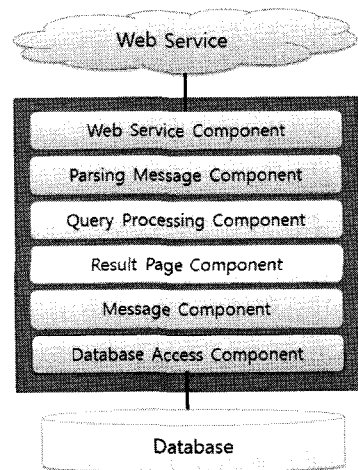 Web Service
Web Service Component
Parsing Message Component
Query Processing Component
Result Page Component
Message Component
Database Access Component
Database